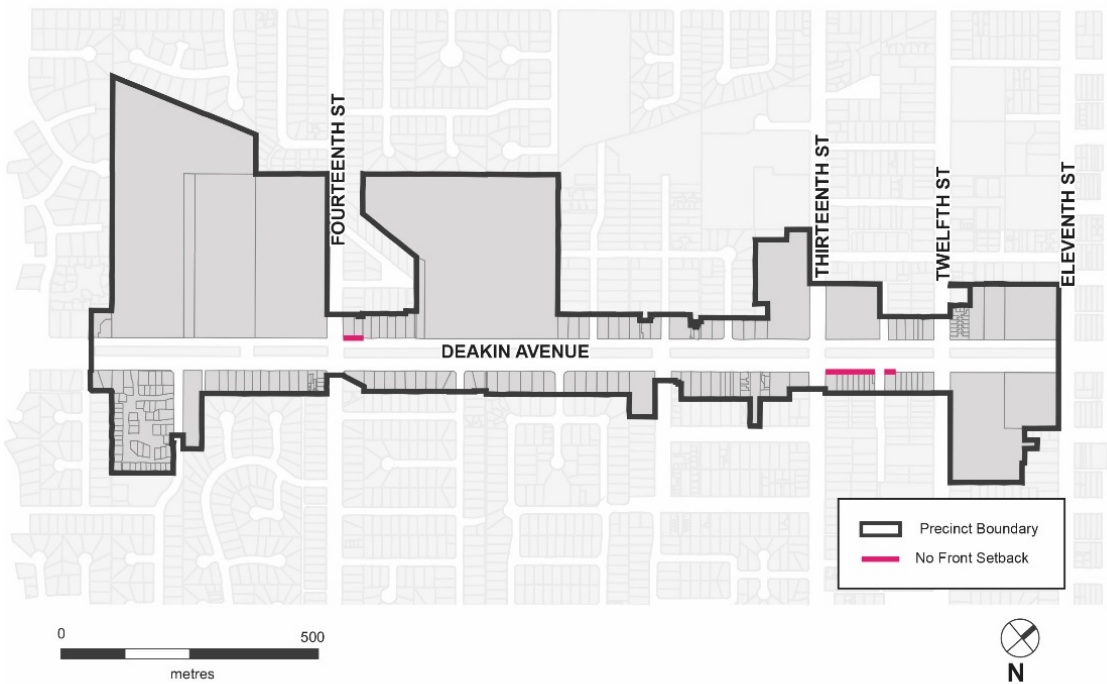 FOURTEENTH ST
THIRTEENTH ST
TWELFTH ST
ELEVENTH ST
DEAKIN AVENUE
Precinct Boundary
No Front Setback
0 500
metres
N